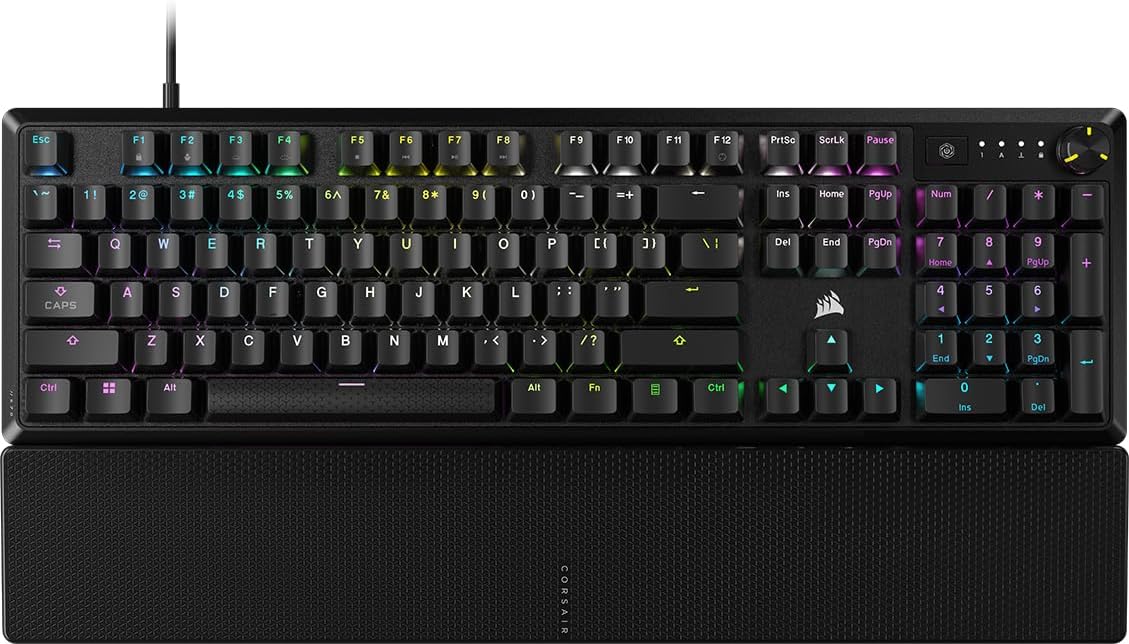 Esc F1 F2 F3 F4 F5 F6 F7 F8 F9 F10 F11 F12 PrtSc ScrLk Pause
1 A
`~ 1! 2@ 3# 4$ 5% 6^ 7& 8* 9( 0) -_ =+ ← Ins Home PgUp Num / * -
Q W E R T Y U I O P [{ ]} \| Del End PgDn 7 Home 8 ▲ 9 PgUp +
CAPS A S D F G H J K L ;: '" 4 ◄ 5 6 ►
Z X C V B N M ,< .> /? ▲ 1 End 2 ▼ 3 PgDn
Ctrl Alt Alt Fn Ctrl ◄ ▼ ► 0 Ins . Del
CORSAIR